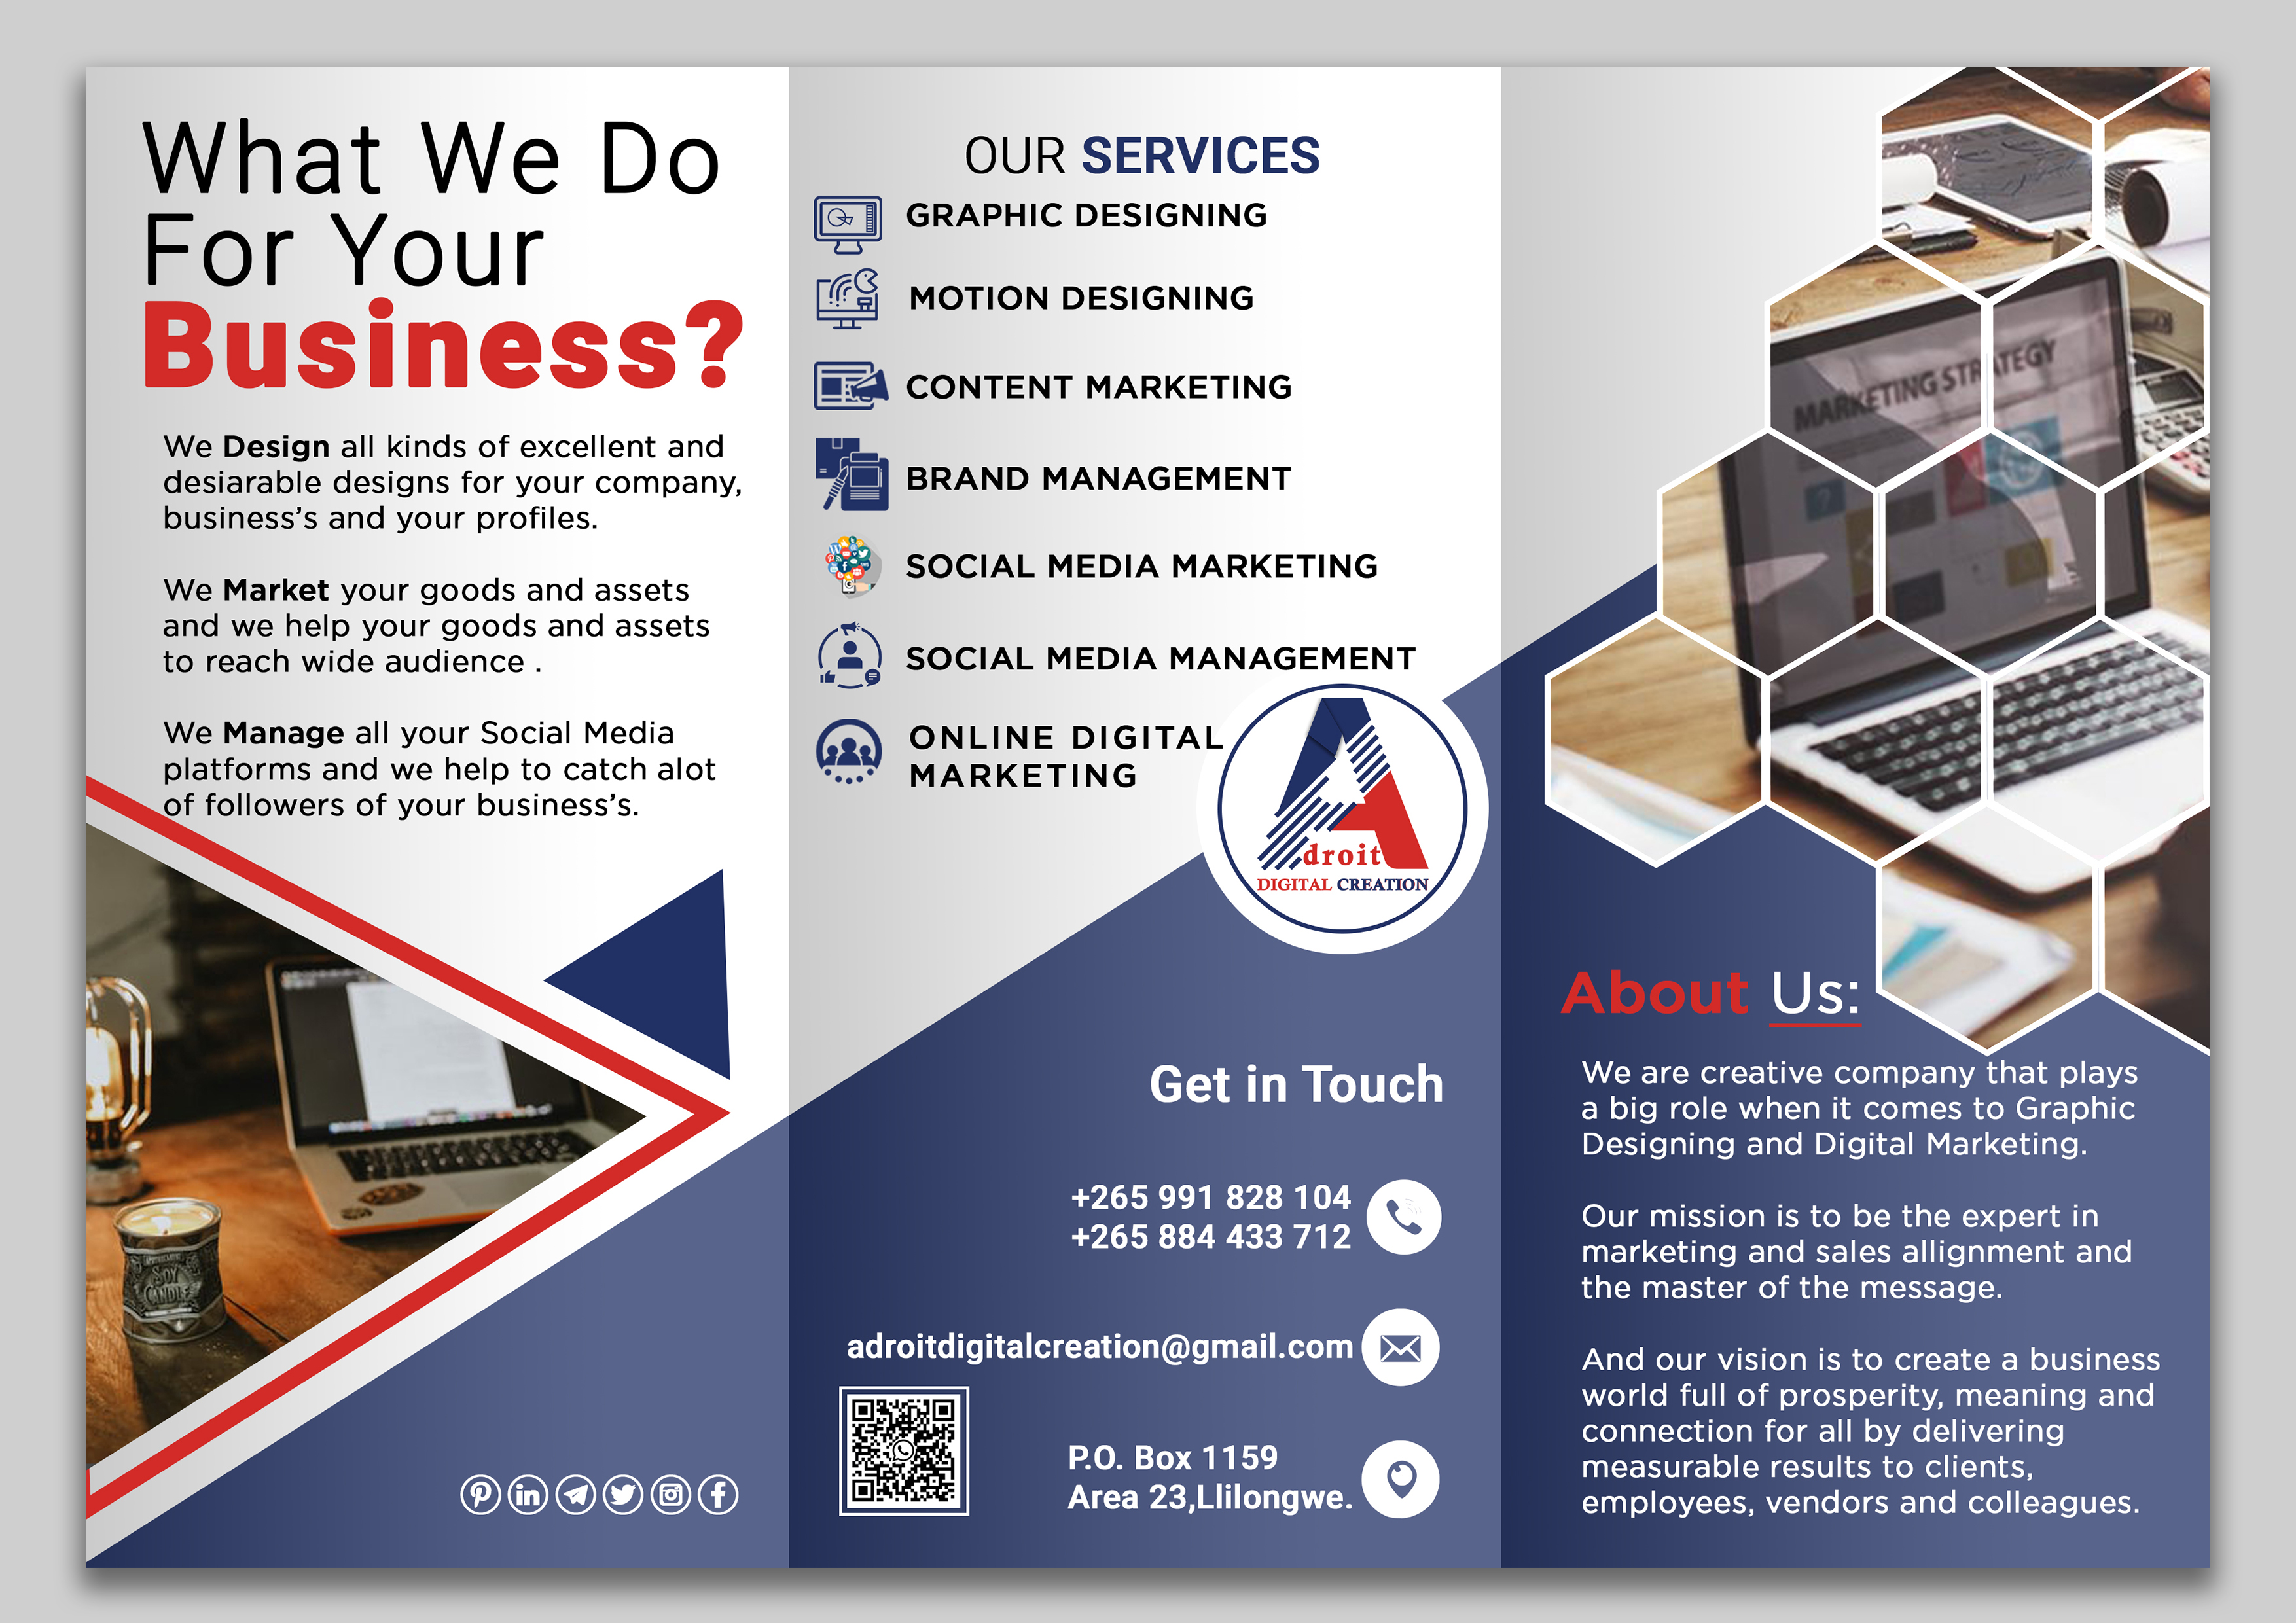 What We Do
For Your
Business?
We Design all kinds of excellent and
desiarable designs for your company,
business’s and your profiles.
We Market your goods and assets
and we help your goods and assets
to reach wide audience .
We Manage all your Social Media
platforms and we help to catch alot
of followers of your business’s.
SOY
CANDLE
OUR SERVICES
GRAPHIC DESIGNING
MOTION DESIGNING
CONTENT MARKETING
BRAND MANAGEMENT
SOCIAL MEDIA MARKETING
SOCIAL MEDIA MANAGEMENT
ONLINE DIGITAL
MARKETING
droit
DIGITAL CREATION
Get in Touch
+265 991 828 104
+265 884 433 712
adroitdigitalcreation@gmail.com
P.O. Box 1159
Area 23,Llilongwe.
MARKETING STRATEGY
About Us:
We are creative company that plays
a big role when it comes to Graphic
Designing and Digital Marketing.
Our mission is to be the expert in
marketing and sales allignment and
the master of the message.
And our vision is to create a business
world full of prosperity, meaning and
connection for all by delivering
measurable results to clients,
employees, vendors and colleagues.